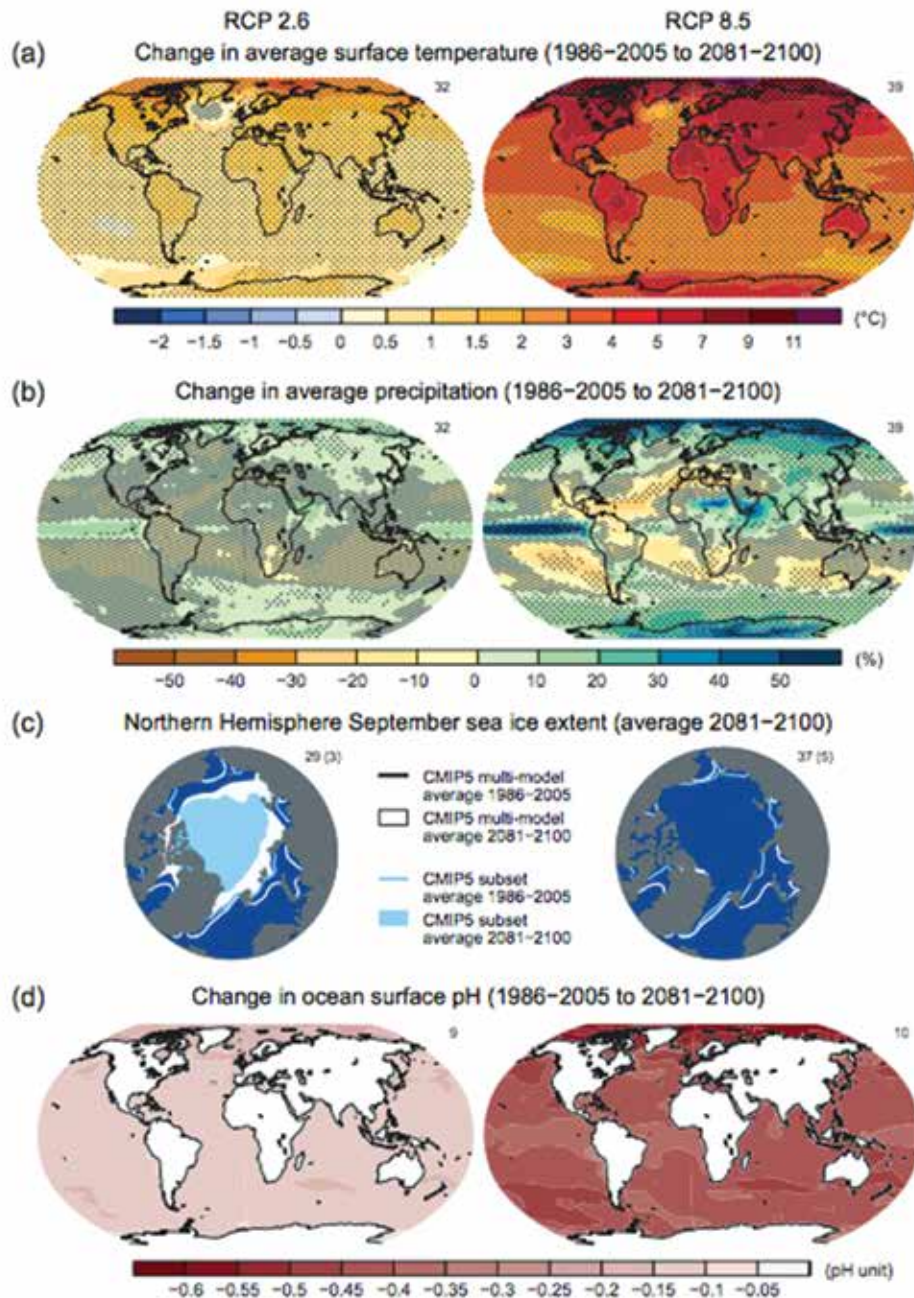 RCP 2.6 RCP 8.5
(a) Change in average surface temperature (1986−2005 to 2081−2100)
32 39
−2 −1.5 −1 −0.5 0 0.5 1 1.5 2 3 4 5 7 9 11 (°C)
(b) Change in average precipitation (1986−2005 to 2081−2100)
32 39
−50 −40 −30 −20 −10 0 10 20 30 40 50 (%)
(c) Northern Hemisphere September sea ice extent (average 2081−2100)
29 (3) 37 (5)
CMIP5 multi-model
average 1986−2005
CMIP5 multi-model
average 2081−2100
CMIP5 subset
average 1986−2005
CMIP5 subset
average 2081−2100
(d) Change in ocean surface pH (1986−2005 to 2081−2100)
9 10
−0.6 −0.55 −0.5 −0.45 −0.4 −0.35 −0.3 −0.25 −0.2 −0.15 −0.1 −0.05 (pH unit)